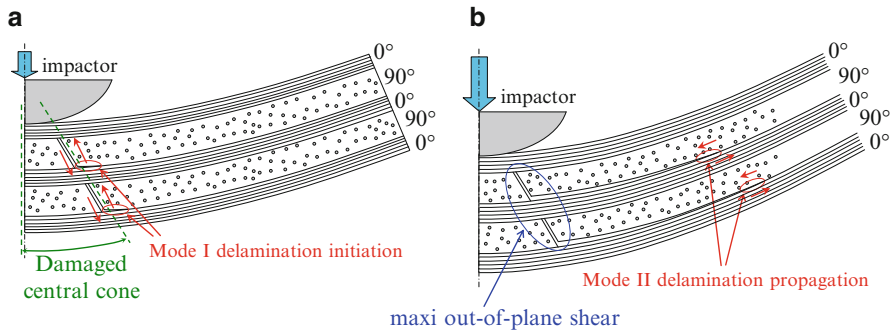 a
impactor
0°
90°
0°
90°
0°
Mode I delamination initiation
Damaged
central cone
b
impactor
0°
90°
0°
90°
0°
Mode II delamination propagation
maxi out-of-plane shear